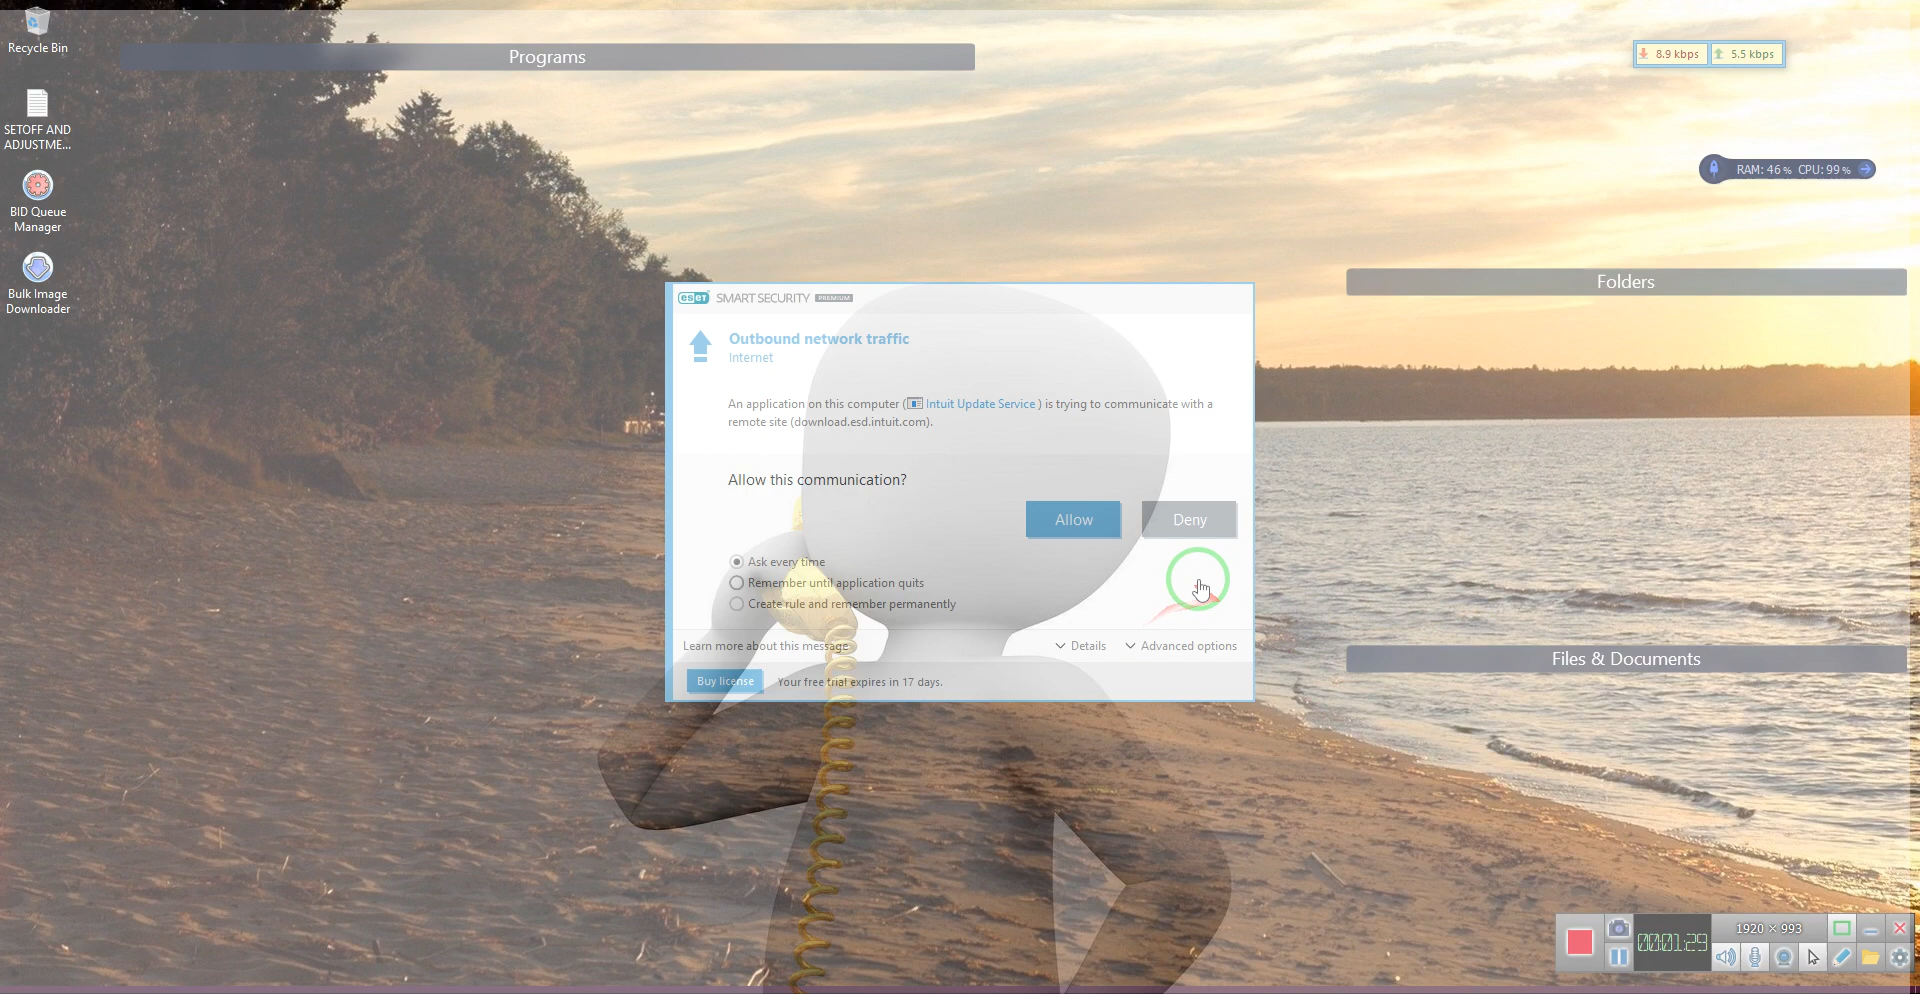 Recycle Bin
SETOFF AND
ADJUSTME...
BID Queue
Manager
Bulk Image
Downloader
Programs
8.9 kbps
5.5 kbps
RAM: 46% CPU: 99%
Folders
Files & Documents
eset SMART SECURITY PREMIUM
Outbound network traffic
Internet
An application on this computer (Intuit Update Service) is trying to communicate with a
remote site (download.esd.intuit.com).
Allow this communication?
Allow
Deny
Ask every time
Remember until application quits
Create rule and remember permanently
Learn more about this message
Details
Advanced options
Buy license
Your free trial expires in 17 days.
00:01:29
1920 × 993